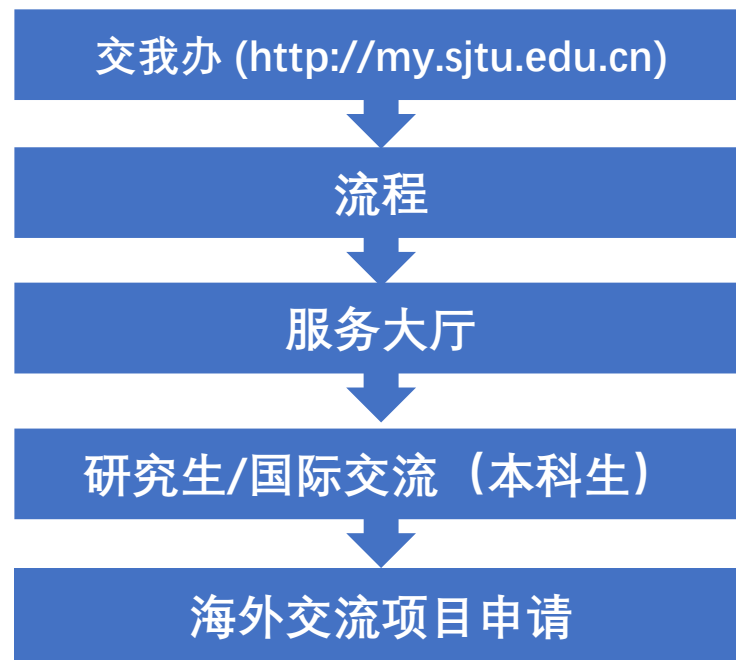 交我办 (http://my.sjtu.edu.cn)
流程
服务大厅
研究生/国际交流（本科生）
海外交流项目申请